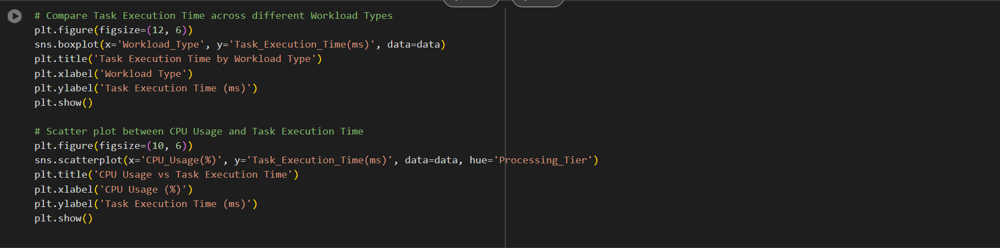 # Compare Task Execution Time across different Workload Types
plt.figure(figsize=(12, 6))
sns.boxplot(x='Workload_Type', y='Task_Execution_Time(ms)', data=data)
plt.title('Task Execution Time by Workload Type')
plt.xlabel('Workload Type')
plt.ylabel('Task Execution Time (ms)')
plt.show()

# Scatter plot between CPU Usage and Task Execution Time
plt.figure(figsize=(10, 6))
sns.scatterplot(x='CPU_Usage(%)', y='Task_Execution_Time(ms)', data=data, hue='Processing_Tier')
plt.title('CPU Usage vs Task Execution Time')
plt.xlabel('CPU Usage (%)')
plt.ylabel('Task Execution Time (ms)')
plt.show()